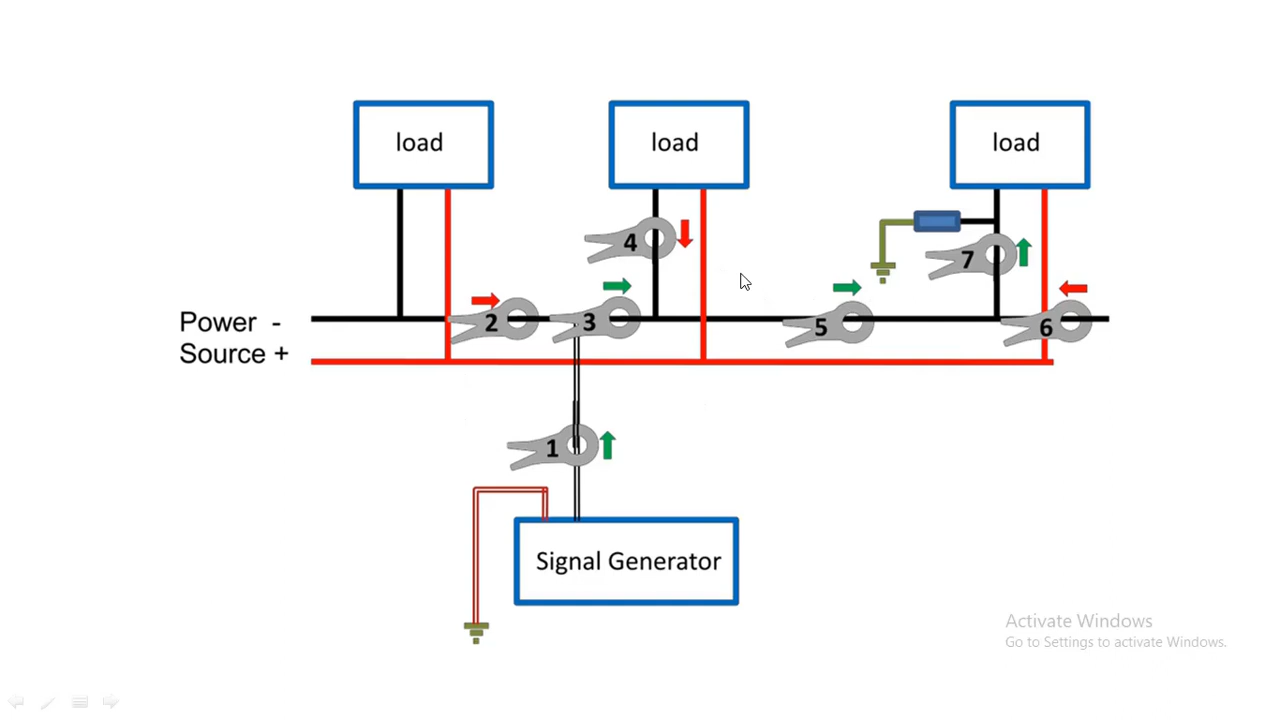 load
load
load
4
7
Power -
2
3
5
6
Source +
1
Signal Generator
Activate Windows
Go to Settings to activate Windows.